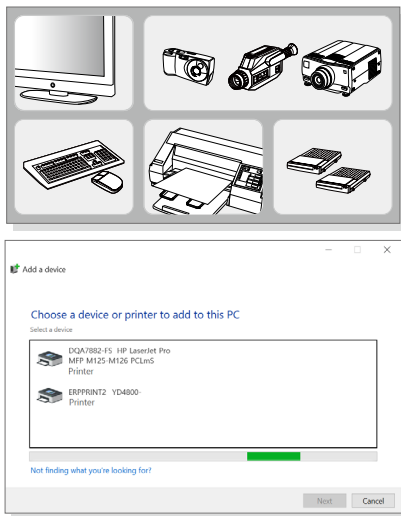 Add a device
Choose a device or printer to add to this PC
Select a device
DQA7882-F5 HP LaserJet Pro
MFP M125-M126 PCLmS
Printer
ERPPRINT2 YD4800-
Printer
Not finding what you're looking for?
Next Cancel